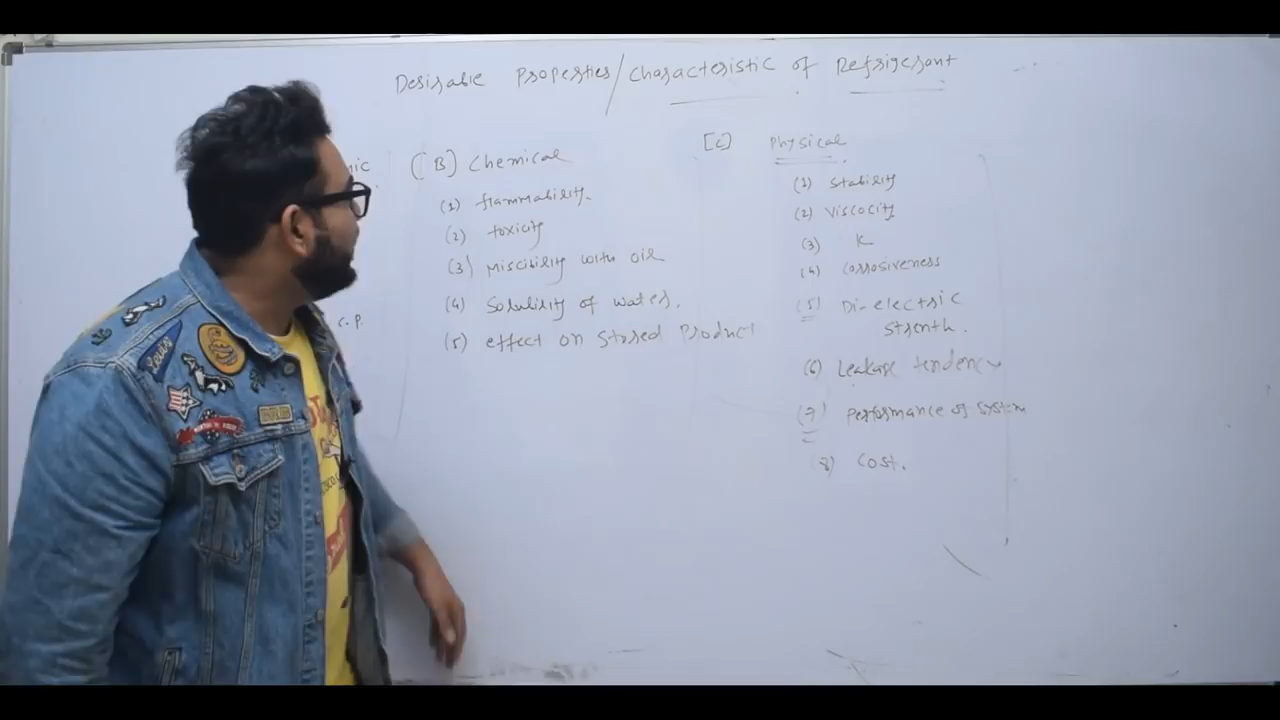 Desirable Properties/Characteristic of Refrigerant
mic
C.P.
[B] Chemical
(1) flammability.
(2) toxicity
(3) Miscibility with oil
(4) Solubility of water.
(5) effect on stored Product
[C] Physical
(1) Stability
(2) Viscocity
(3) K
(4) Corrosiveness
(5) Di-electric
Strenth.
(6) Leakage tendency
(7) Performance of System
8) Cost.
Levi's